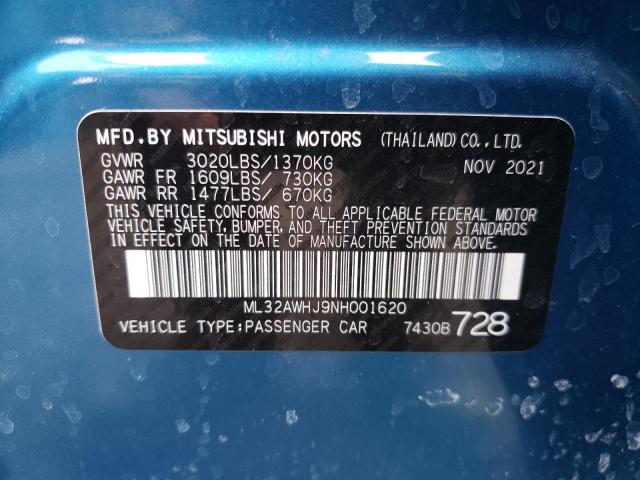 MFD.BY MITSUBISHI MOTORS (THAILAND)CO.,LTD.
GVWR 3020LBS/1370KG NOV 2021
GAWR FR 1609LBS/ 730KG
GAWR RR 1477LBS/ 670KG
THIS VEHICLE CONFORMS TO ALL APPLICABLE FEDERAL MOTOR
VEHICLE SAFETY, BUMPER, AND THEFT PREVENTION STANDARDS
IN EFFECT ON THE DATE OF MANUFACTURE SHOWN ABOVE.
ML32AWHJ9NH001620
VEHICLE TYPE:PASSENGER CAR 7430B 728